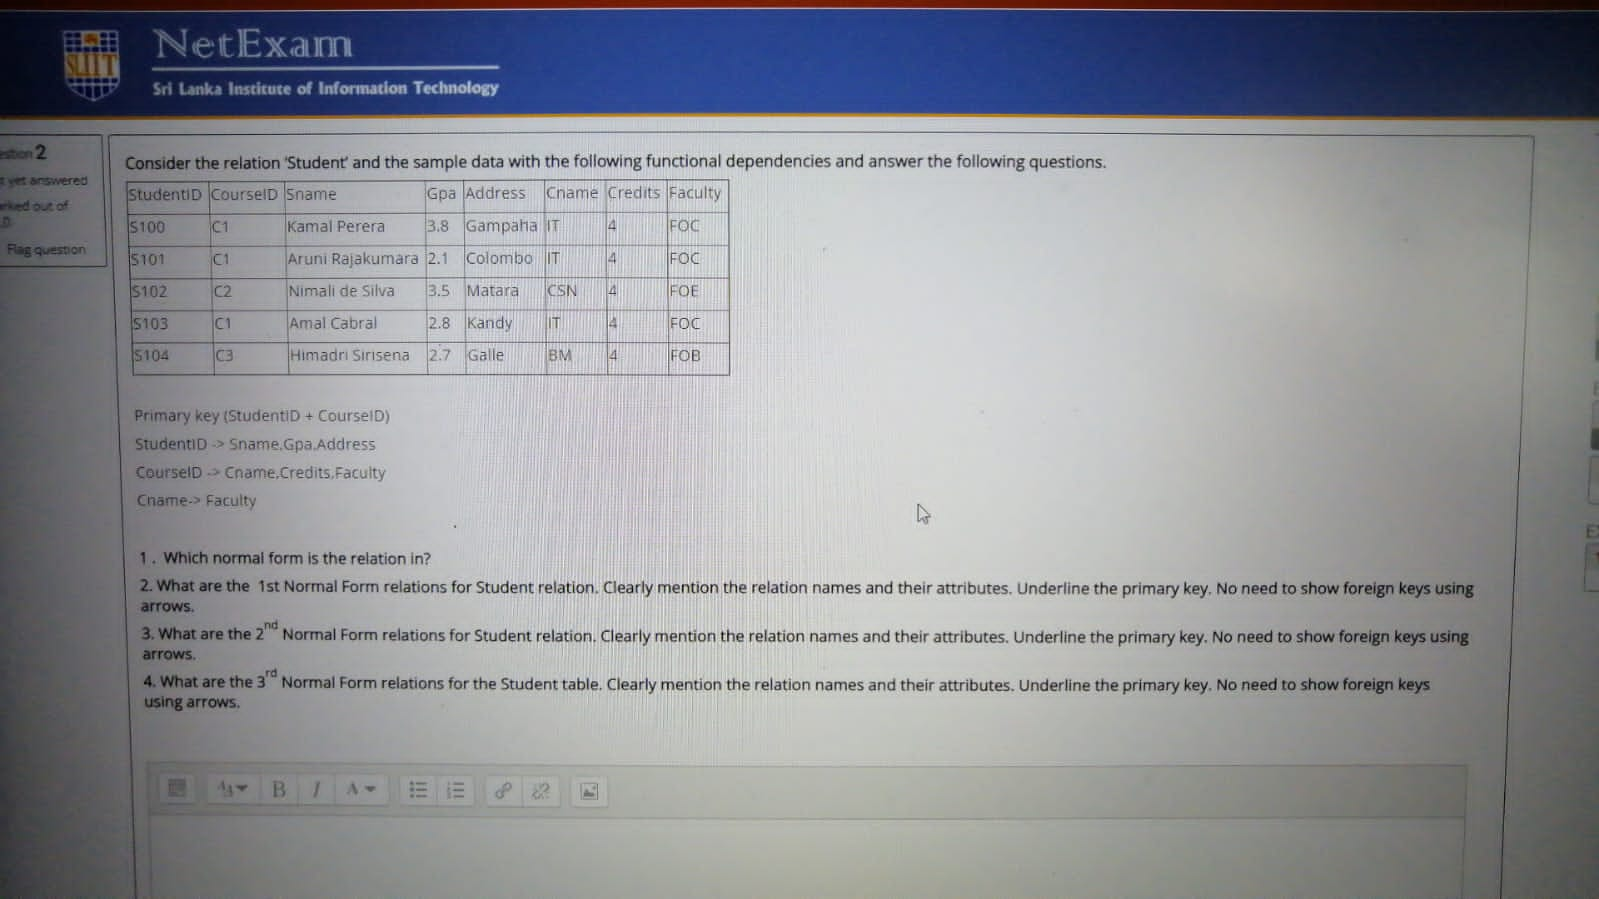 SLIIT
NetExam
Sri Lanka Institute of Information Technology
estion 2
t yet answered
arked out of
Flag question
Consider the relation 'Student' and the sample data with the following functional dependencies and answer the following questions.
StudentID CourseID Sname Gpa Address Cname Credits Faculty
S100 C1 Kamal Perera 3.8 Gampaha IT 4 FOC
S101 C1 Aruni Rajakumara 2.1 Colombo IT 4 FOC
S102 C2 Nimali de Silva 3.5 Matara CSN 4 FOE
S103 C1 Amal Cabral 2.8 Kandy IT 4 FOC
S104 C3 Himadri Sirisena 2.7 Galle BM 4 FOB
Primary key (StudentID + CourseID)
StudentID -> Sname,Gpa,Address
CourseID -> Cname,Credits,Faculty
Cname-> Faculty
1 . Which normal form is the relation in?
2. What are the 1st Normal Form relations for Student relation. Clearly mention the relation names and their attributes. Underline the primary key. No need to show foreign keys using
arrows.
3. What are the 2nd Normal Form relations for Student relation. Clearly mention the relation names and their attributes. Underline the primary key. No need to show foreign keys using
arrows.
4. What are the 3rd Normal Form relations for the Student table. Clearly mention the relation names and their attributes. Underline the primary key. No need to show foreign keys
using arrows.
B I A